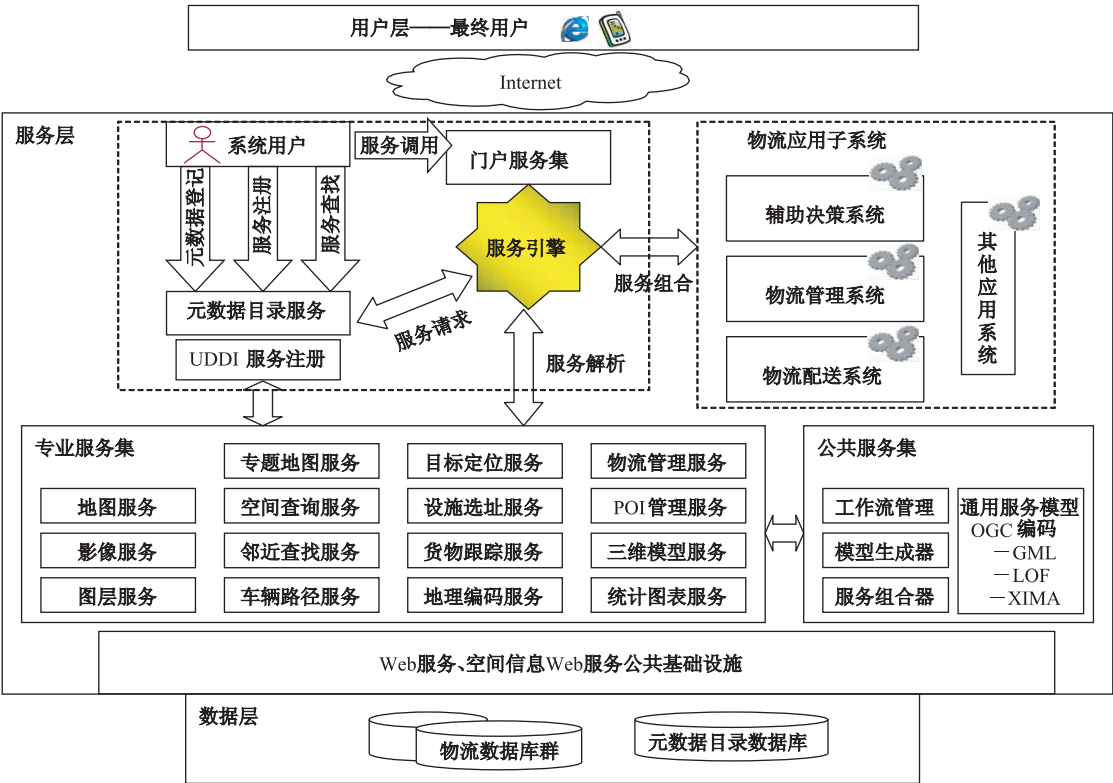 用户层——最终用户
Internet
服务层
系统用户
服务调用
门户服务集
元数据登记
服务注册
服务查找
服务引擎
元数据目录服务
UDDI 服务注册
服务请求
服务组合
服务解析
物流应用子系统
辅助决策系统
物流管理系统
物流配送系统
其他应用系统
专业服务集
专题地图服务
目标定位服务
物流管理服务
地图服务
空间查询服务
设施选址服务
POI管理服务
影像服务
邻近查找服务
货物跟踪服务
三维模型服务
图层服务
车辆路径服务
地理编码服务
统计图表服务
公共服务集
工作流管理
模型生成器
服务组合器
通用服务模型
OGC 编码
—GML
—LOF
—XIMA
Web服务、空间信息Web服务公共基础设施
数据层
物流数据库群
元数据目录数据库